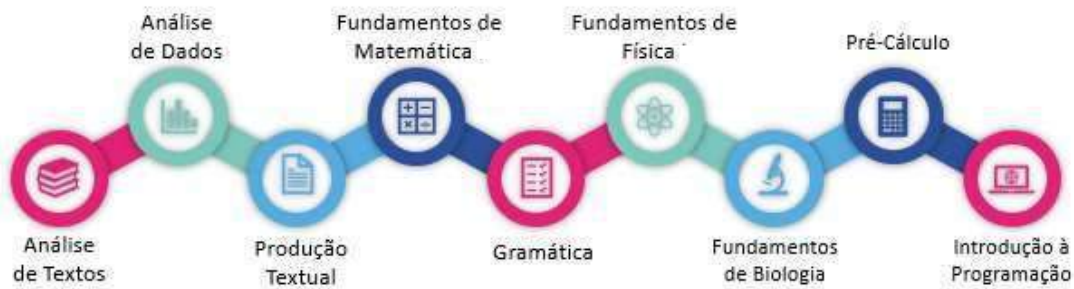 Análise
de Dados
Fundamentos de
Matemática
Fundamentos de
Física
Pré-Cálculo
Análise
de Textos
Produção
Textual
Gramática
Fundamentos
de Biologia
Introdução à
Programação